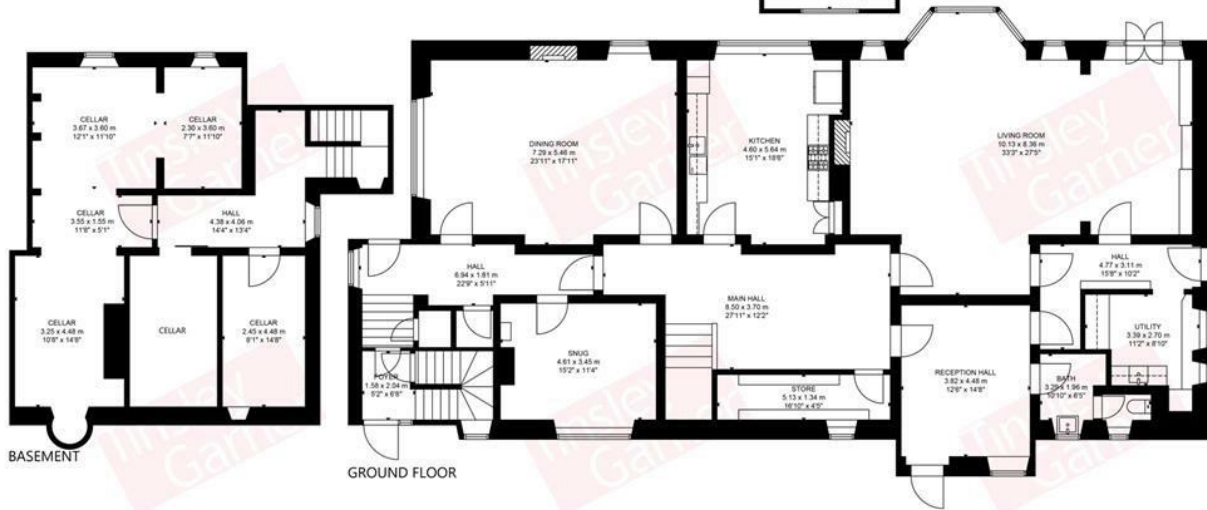 CELLAR
3.67 x 3.60 m
12'1" x 11'10"
CELLAR
2.30 x 3.60 m
7'7" x 11'10"
CELLAR
3.55 x 1.55 m
11'8" x 5'1"
HALL
4.38 x 4.06 m
14'4" x 13'4"
CELLAR
3.25 x 4.48 m
10'8" x 14'8"
CELLAR
CELLAR
2.45 x 4.48 m
8'1" x 14'8"
BASEMENT
DINING ROOM
7.29 x 5.46 m
23'11" x 17'11"
KITCHEN
4.60 x 5.64 m
15'1" x 18'6"
LIVING ROOM
10.13 x 8.36 m
33'3" x 27'5"
HALL
6.94 x 1.81 m
22'9" x 5'11"
MAIN HALL
8.50 x 3.70 m
27'11" x 12'2"
HALL
4.77 x 3.11 m
15'8" x 10'2"
SNUG
4.61 x 3.45 m
15'2" x 11'4"
FOYER
1.58 x 2.04 m
5'2" x 6'8"
STORE
5.13 x 1.34 m
16'10" x 4'5"
RECEPTION HALL
3.82 x 4.48 m
12'6" x 14'8"
UTILITY
3.39 x 2.70 m
11'2" x 8'10"
BATH
3.29 x 1.96 m
10'10" x 6'5"
GROUND FLOOR
Tinsley
Garner
Tinsley
Garner
Tinsley
Garner
Tinsley
Garner